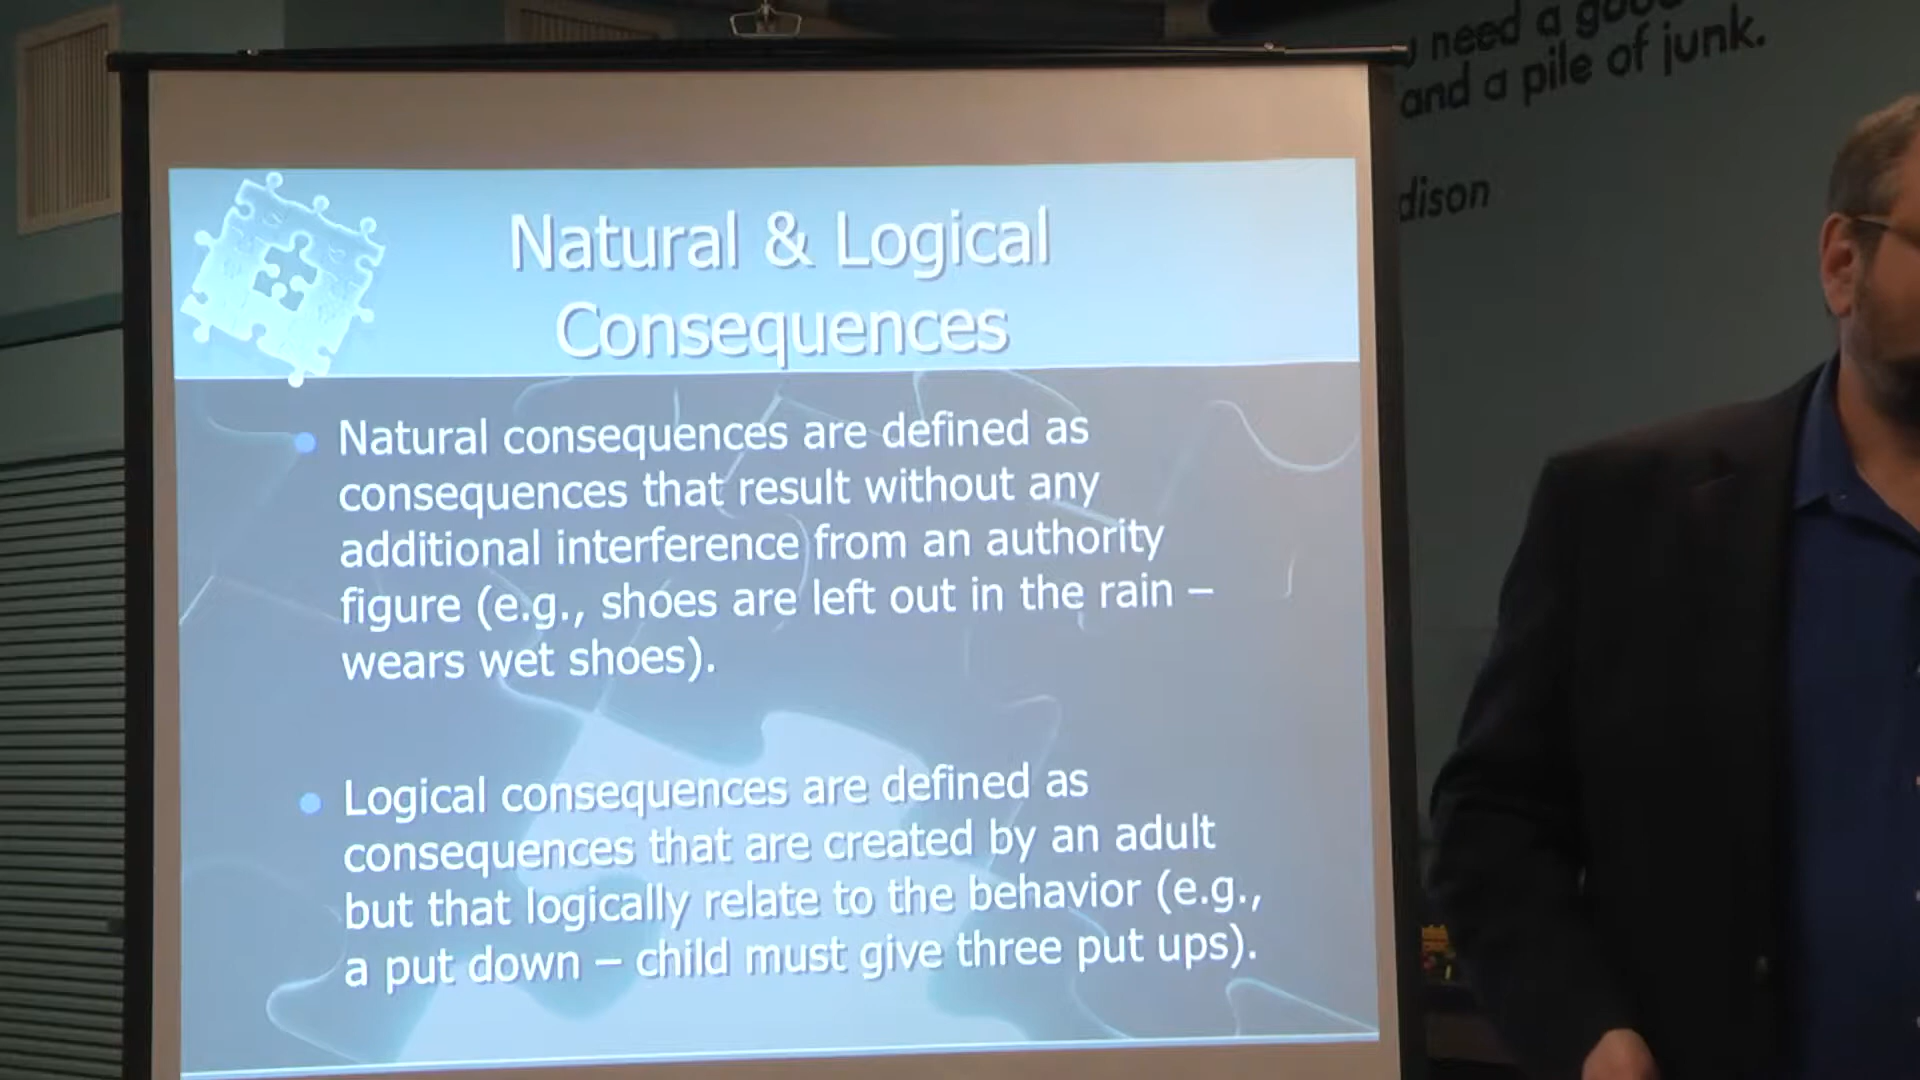 need a good
and a pile of junk.
dison
Natural & Logical
Consequences
Natural consequences are defined as
consequences that result without any
additional interference from an authority
figure (e.g., shoes are left out in the rain –
wears wet shoes).
Logical consequences are defined as
consequences that are created by an adult
but that logically relate to the behavior (e.g.,
a put down – child must give three put ups).